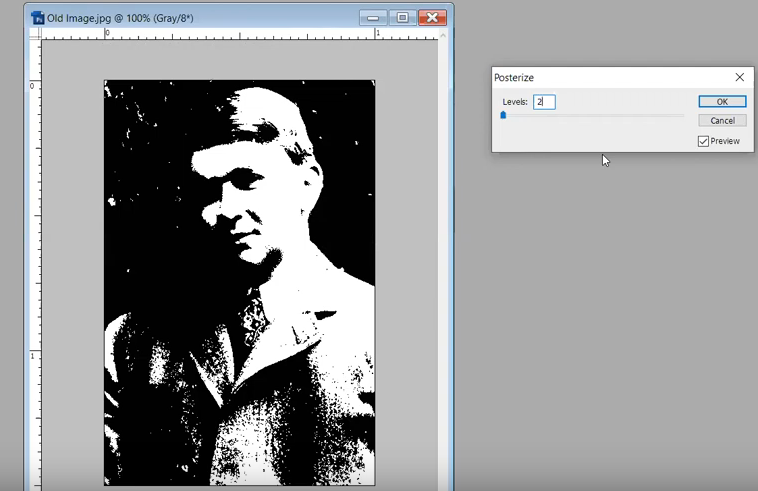 Old Image.jpg @ 100% (Gray/8*)
0
1
0
1
Posterize
Levels: 2
OK
Cancel
Preview